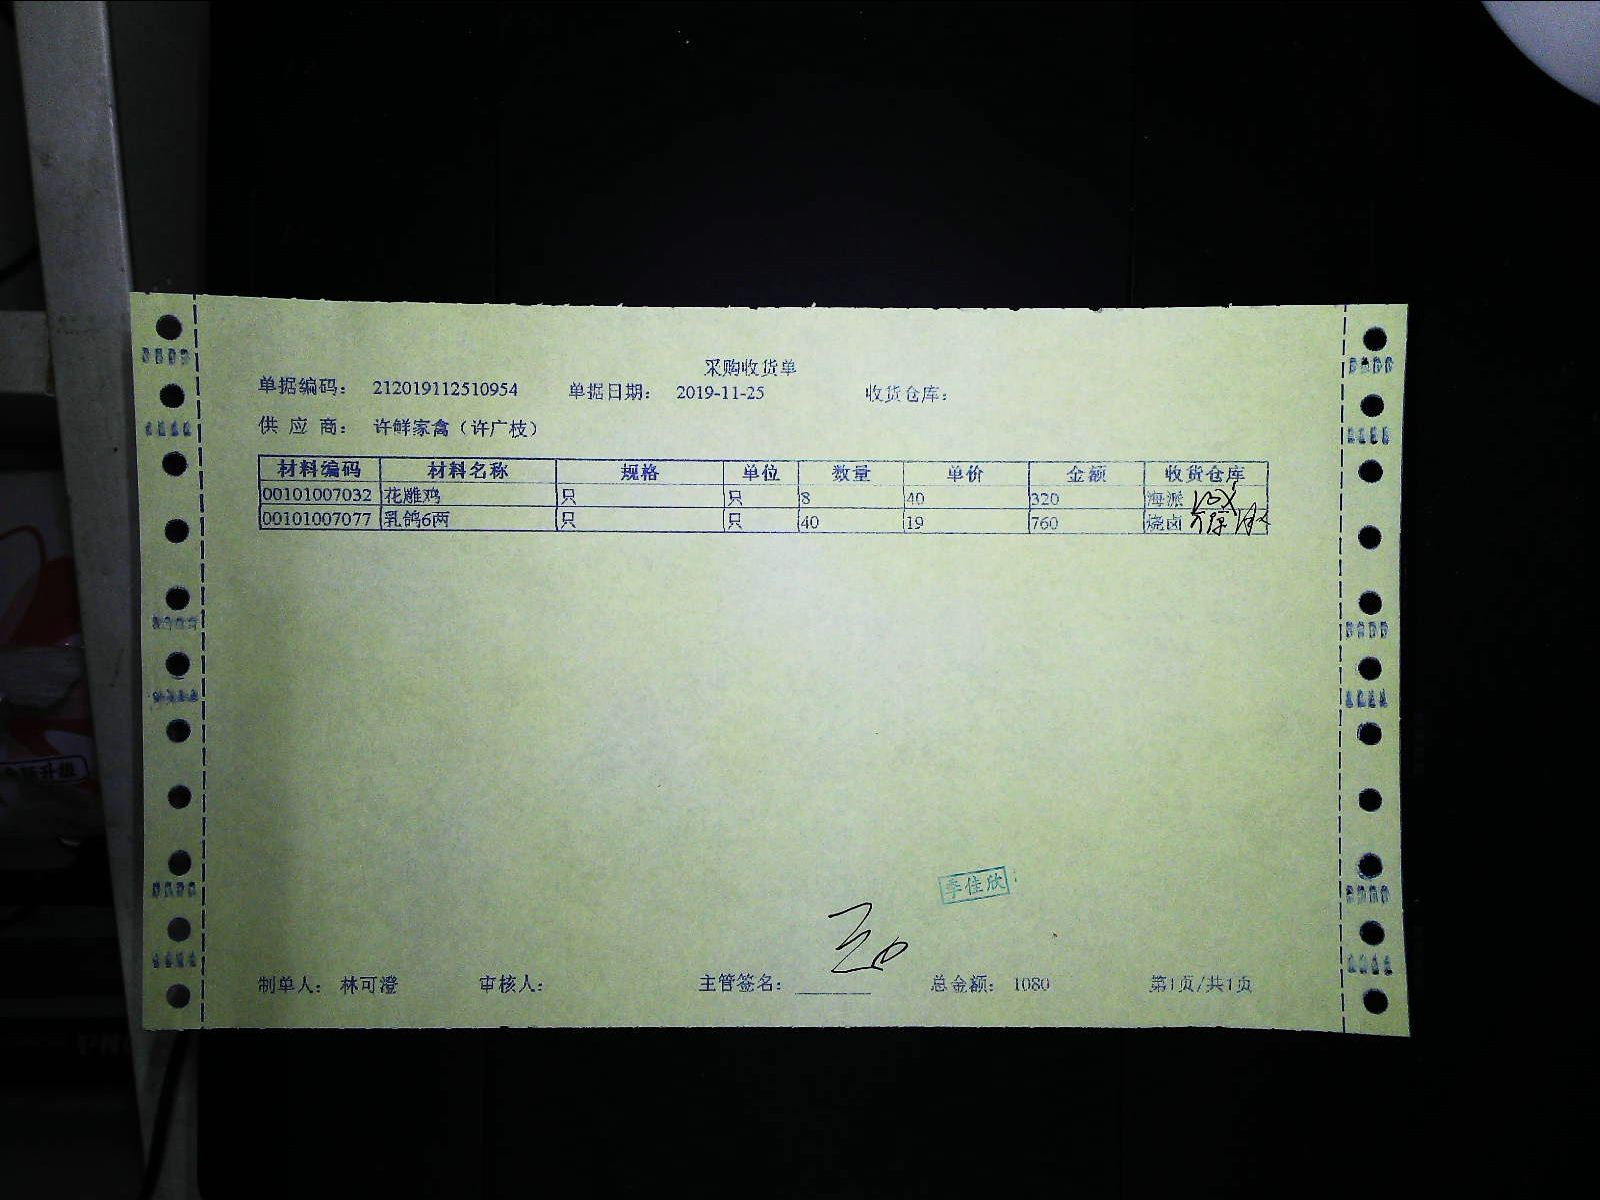 采购收货单
单据编码: 212019112510954 单据日期: 2019-11-25 收货仓库:
供 应 商: 许鲜家禽（许广枝）
材料编码 材料名称 规格 单位 数量 单价 金额 收货仓库
00101007032 花雕鸡 只 只 8 40 320 海派
00101007077 乳鸽6两 只 只 40 19 760 烧卤
李佳欣
制单人: 林可澄 审核人: 主管签名: 总金额: 1080 第1页/共1页